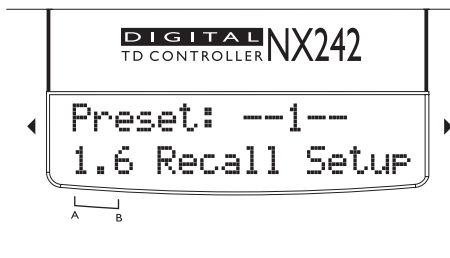 DIGITAL
TD CONTROLLER NX242
Preset: --1--
1.6 Recall Setup
A B